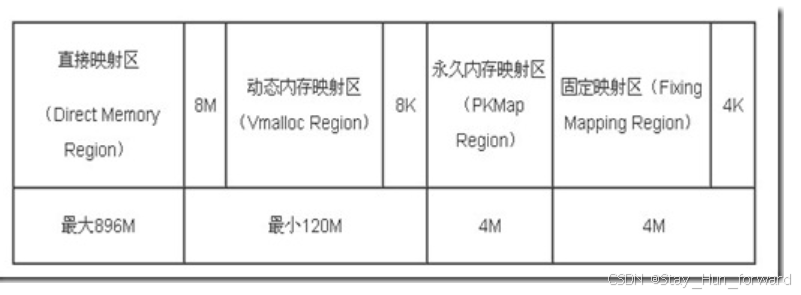 直接映射区
（Direct Memory
Region）
8M
动态内存映射区
（Vmalloc Region）
8K
永久内存映射区
（PKMap
Region）
固定映射区（Fixing
Mapping Region）
4K
最大896M
最小120M
4M
4M
CSDN @Stay_Hun_forward